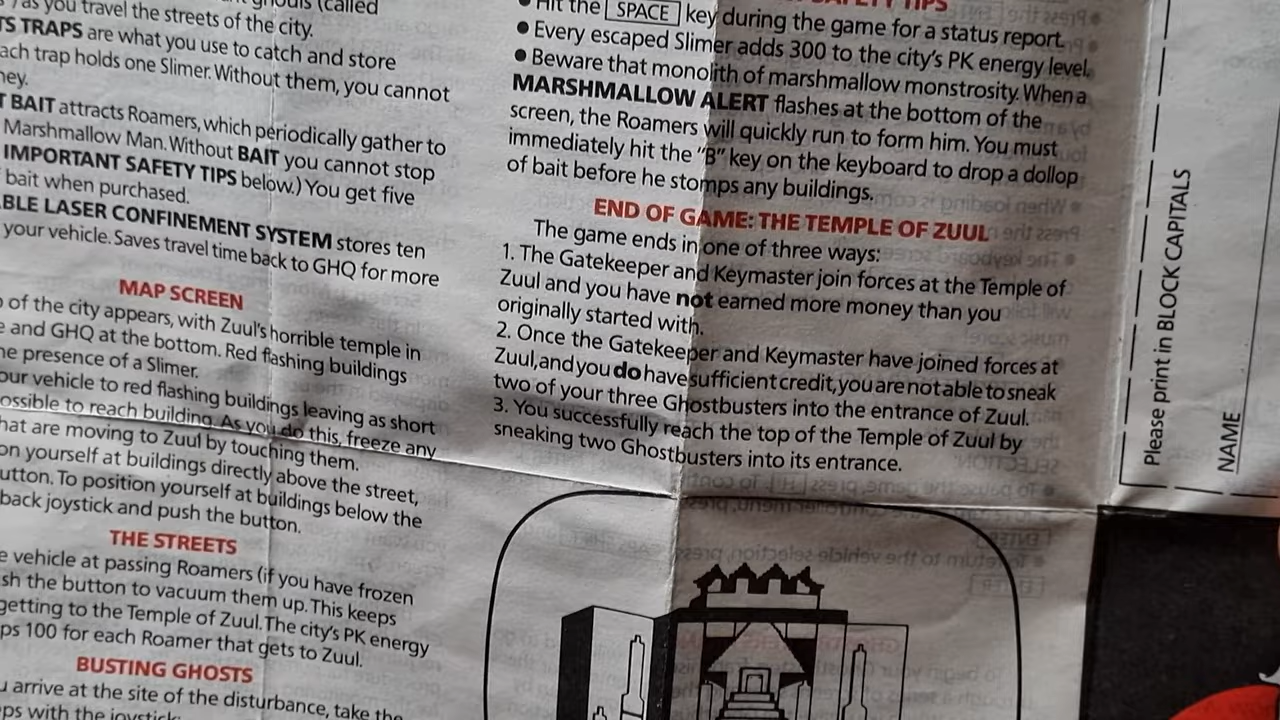 as you travel the streets of the city.
TS TRAPS are what you use to catch and store
ach trap holds one Slimer. Without them, you cannot
ney.
T BAIT attracts Roamers, which periodically gather to
Marshmallow Man. Without BAIT you cannot stop
IMPORTANT SAFETY TIPS below.) You get five
bait when purchased.
BLE LASER CONFINEMENT SYSTEM stores ten
your vehicle. Saves travel time back to GHQ for more
MAP SCREEN
of the city appears, with Zuul's horrible temple in
e and GHQ at the bottom. Red flashing buildings
he presence of a Slimer.
our vehicle to red flashing buildings leaving as short
ossible to reach building. As you do this, freeze any
hat are moving to Zuul by touching them.
on yourself at buildings directly above the street,
utton. To position yourself at buildings below the
back joystick and push the button.
THE STREETS
e vehicle at passing Roamers (if you have frozen
sh the button to vacuum them up. This keeps
getting to the Temple of Zuul. The city's PK energy
ps 100 for each Roamer that gets to Zuul.
BUSTING GHOSTS
u arrive at the site of the disturbance, take the
ps with the joystick:
SAFETY TIPS
● Hit the SPACE key during the game for a status report.
● Every escaped Slimer adds 300 to the city's PK energy level.
● Beware that monolith of marshmallow monstrosity. When a
MARSHMALLOW ALERT flashes at the bottom of the
screen, the Roamers will quickly run to form him. You must
immediately hit the "B" key on the keyboard to drop a dollop
of bait before he stomps any buildings.
END OF GAME: THE TEMPLE OF ZUUL
The game ends in one of three ways:
1. The Gatekeeper and Keymaster join forces at the Temple of
Zuul and you have not earned more money than you
originally started with.
2. Once the Gatekeeper and Keymaster have joined forces at
Zuul, and you do have sufficient credit, you are not able to sneak
two of your three Ghostbusters into the entrance of Zuul.
3. You successfully reach the top of the Temple of Zuul by
sneaking two Ghostbusters into its entrance.
Please print in BLOCK CAPITALS
NAME